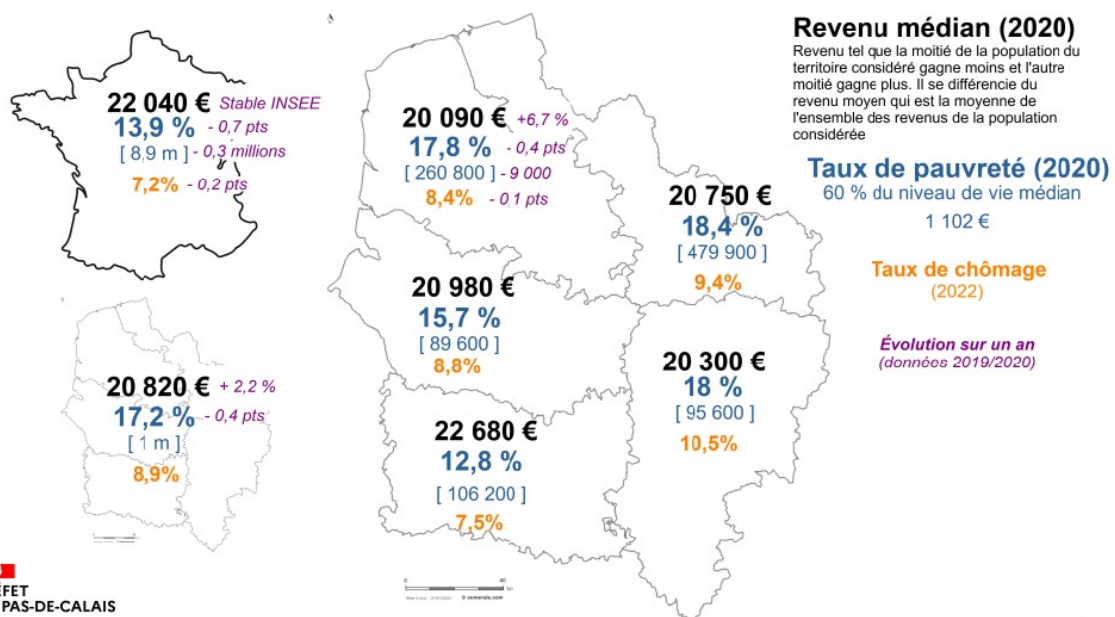 Revenu médian (2020)
Revenu tel que la moitié de la population du
territoire considéré gagne moins et l'autre
moitié gagne plus. Il se différencie du
revenu moyen qui est la moyenne de
l'ensemble des revenus de la population
considérée
Taux de pauvreté (2020)
60 % du niveau de vie médian
1 102 €
Taux de chômage
(2022)
Évolution sur un an
(données 2019/2020)
22 040 € Stable INSEE
13,9 % - 0,7 pts
[ 8,9 m ] - 0,3 millions
7,2% - 0,2 pts
20 820 € + 2,2 %
17,2 % - 0,4 pts
[ 1 m ]
8,9%
20 090 € +6,7 %
17,8 % - 0,4 pts
[ 260 800 ] - 9 000
8,4% - 0,1 pts
20 750 €
18,4 %
[ 479 900 ]
9,4%
20 980 €
15,7 %
[ 89 600 ]
8,8%
20 300 €
18 %
[ 95 600 ]
10,5%
22 680 €
12,8 %
[ 106 200 ]
7,5%
0 40
km
© comersis.com
ÉFET
PAS-DE-CALAIS